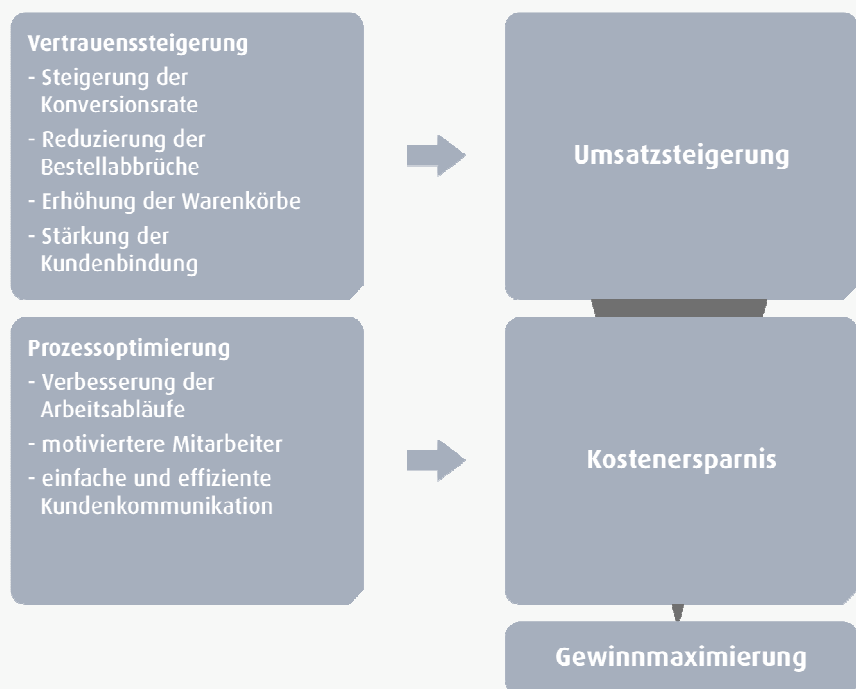 Vertrauenssteigerung
- Steigerung der
Konversionsrate
- Reduzierung der
Bestellabbrüche
- Erhöhung der Warenkörbe
- Stärkung der
Kundenbindung
Umsatzsteigerung
Prozessoptimierung
- Verbesserung der
Arbeitsabläufe
- motiviertere Mitarbeiter
- einfache und effiziente
Kundenkommunikation
Kostenersparnis
Gewinnmaximierung